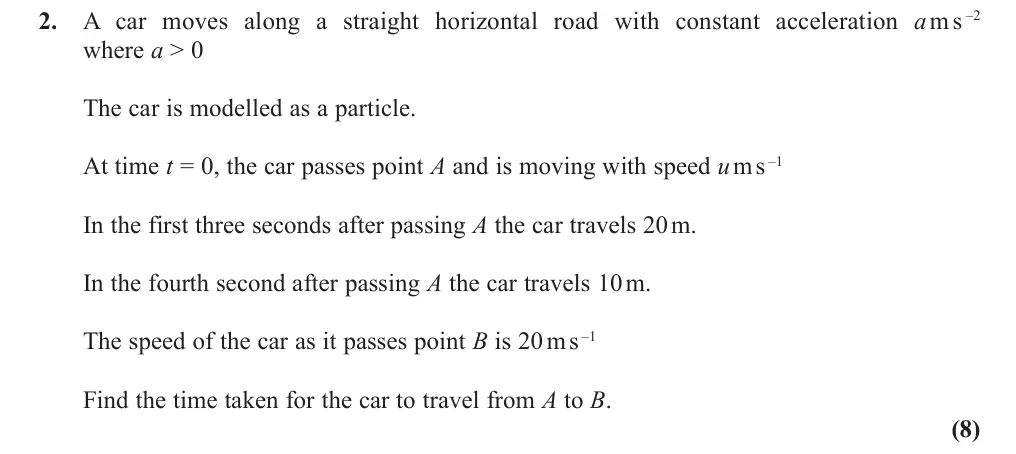 2. A car moves along a straight horizontal road with constant acceleration a m s⁻²
where a > 0
The car is modelled as a particle.
At time t = 0, the car passes point A and is moving with speed u m s⁻¹
In the first three seconds after passing A the car travels 20 m.
In the fourth second after passing A the car travels 10 m.
The speed of the car as it passes point B is 20 m s⁻¹
Find the time taken for the car to travel from A to B.
(8)